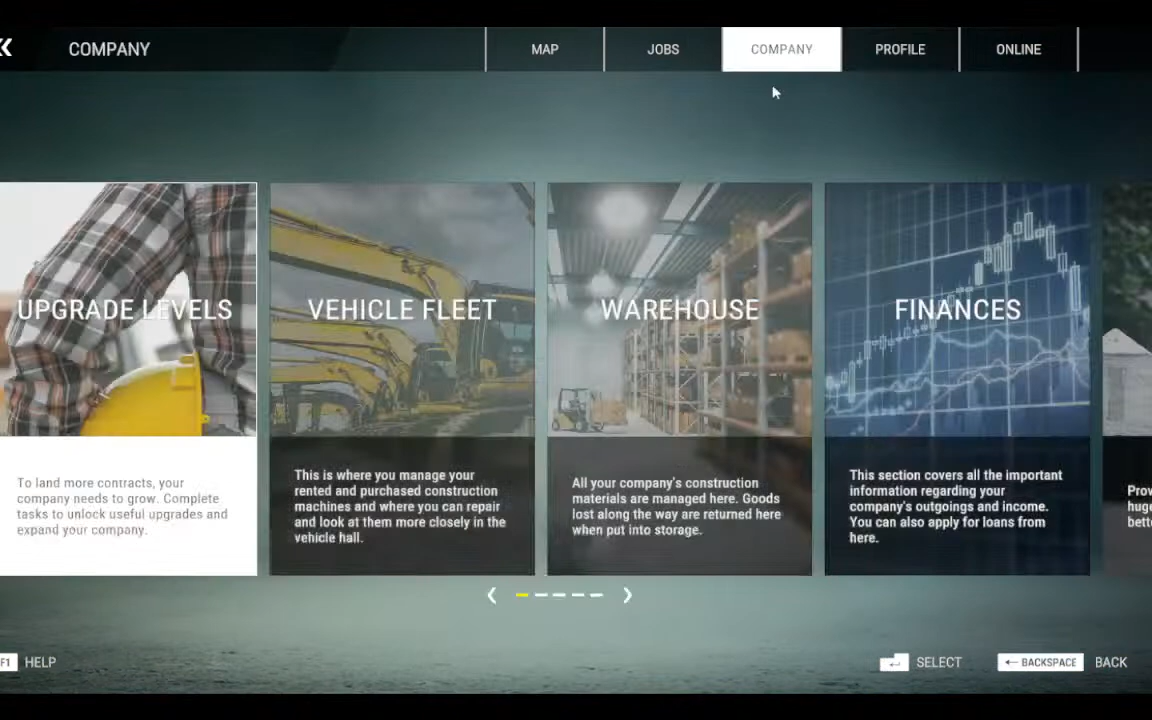 COMPANY
MAP
JOBS
COMPANY
PROFILE
ONLINE
UPGRADE LEVELS
To land more contracts, your
company needs to grow. Complete
tasks to unlock useful upgrades and
expand your company.
VEHICLE FLEET
This is where you manage your
rented and purchased construction
machines and where you can repair
and look at them more closely in the
vehicle hall.
WAREHOUSE
All your company's construction
materials are managed here. Goods
lost along the way are returned here
when put into storage.
FINANCES
This section covers all the important
information regarding your
company's outgoings and income.
You can also apply for loans from
here.
Prov
huge
bette
F1 HELP
SELECT
← BACKSPACE BACK